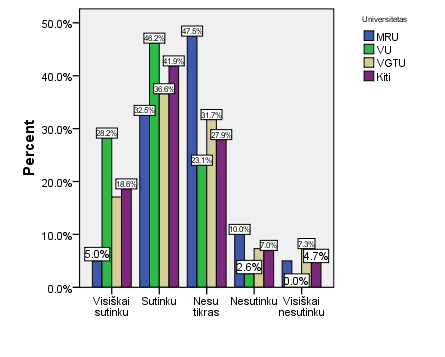 Universitetas
MRU
VU
VGTU
Kiti
Percent
50.0%
40.0%
30.0%
20.0%
10.0%
0.0%
5.0%
28.2%
18.6%
32.5%
46.2%
36.6%
41.9%
47.5%
23.1%
31.7%
27.9%
10.0%
2.6%
7.0%
0.0%
7.3%
4.7%
Visiškai
sutinku
Sutinku
Nesu
tikras
Nesutinku
Visiškai
nesutinku